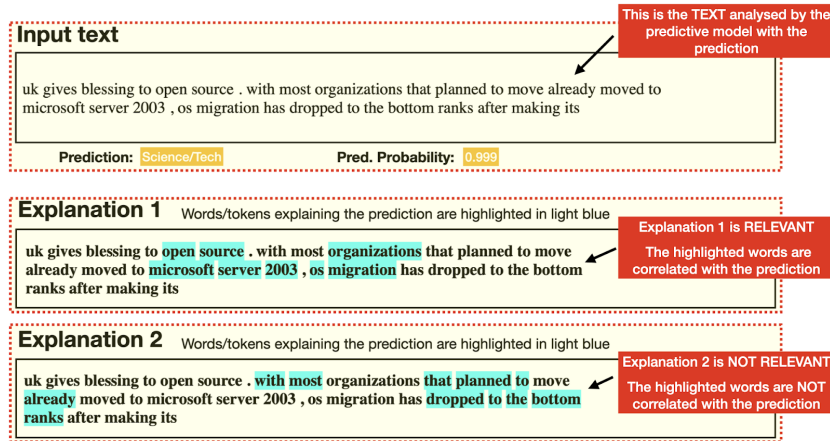 This is the TEXT analysed by the
predictive model with the
prediction
Input text
uk gives blessing to open source . with most organizations that planned to move already moved to
microsoft server 2003 , os migration has dropped to the bottom ranks after making its
Prediction: Science/Tech Pred. Probability: 0.999
Explanation 1 Words/tokens explaining the prediction are highlighted in light blue
Explanation 1 is RELEVANT
The highlighted words are
correlated with the prediction
uk gives blessing to open source . with most organizations that planned to move
already moved to microsoft server 2003 , os migration has dropped to the bottom
ranks after making its
Explanation 2 Words/tokens explaining the prediction are highlighted in light blue
Explanation 2 is NOT RELEVANT
The highlighted words are NOT
correlated with the prediction
uk gives blessing to open source . with most organizations that planned to move
already moved to microsoft server 2003 , os migration has dropped to the bottom
ranks after making its